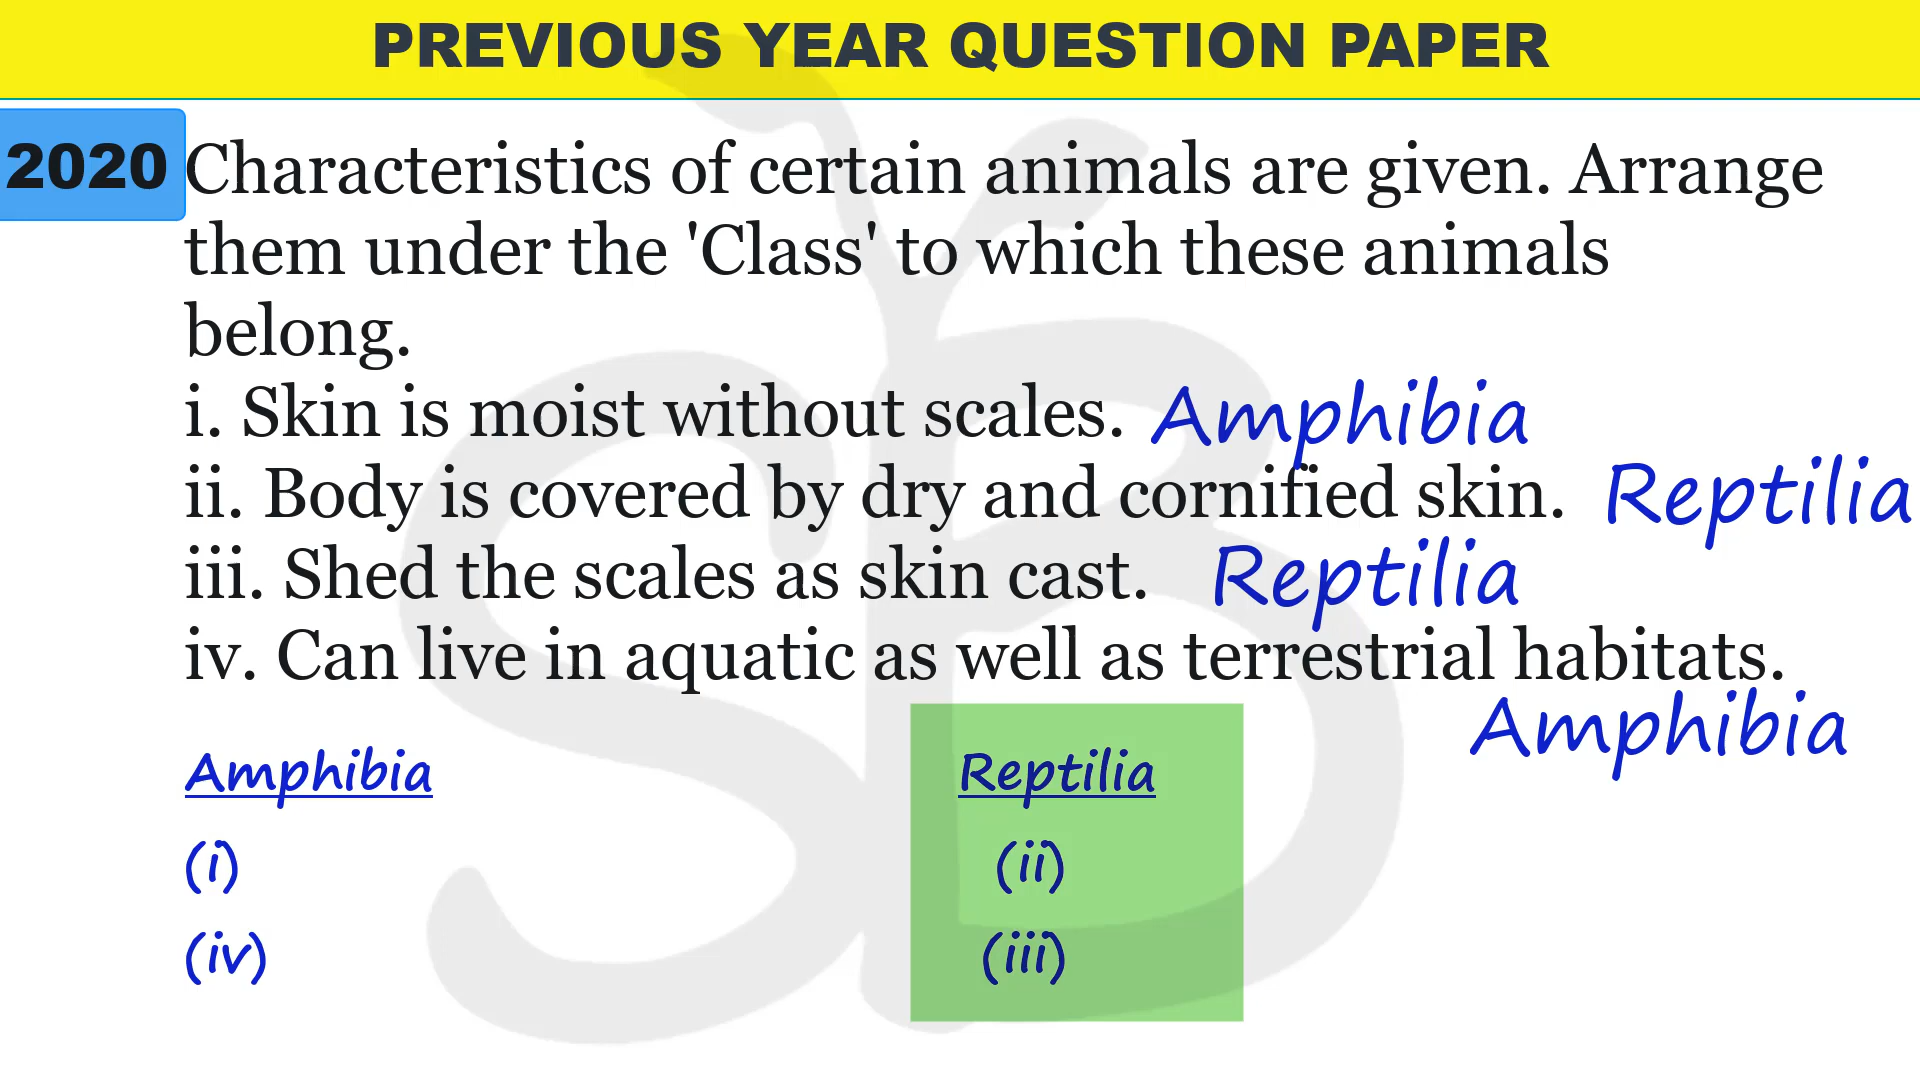 PREVIOUS YEAR QUESTION PAPER
2020 Characteristics of certain animals are given. Arrange
them under the 'Class' to which these animals
belong.
i. Skin is moist without scales. Amphibia
ii. Body is covered by dry and cornified skin. Reptilia
iii. Shed the scales as skin cast. Reptilia
iv. Can live in aquatic as well as terrestrial habitats.
Amphibia
Amphibia Reptilia
(i) (ii)
(iv) (iii)